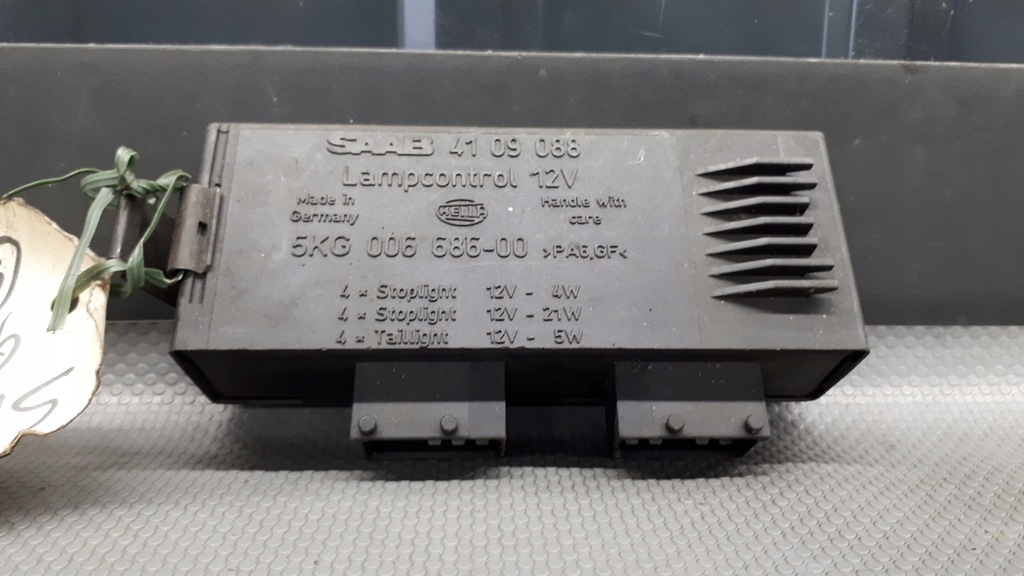 SAAB 41 09 088
Lampcontrol 12V
Made in Germany
HELLA
Handle with care
5KG 006 686-00 >PA6,GF<
4 x Stoplight 12V - 4W
4 x Stoplight 12V - 21W
4 x Taillight 12V - 5W